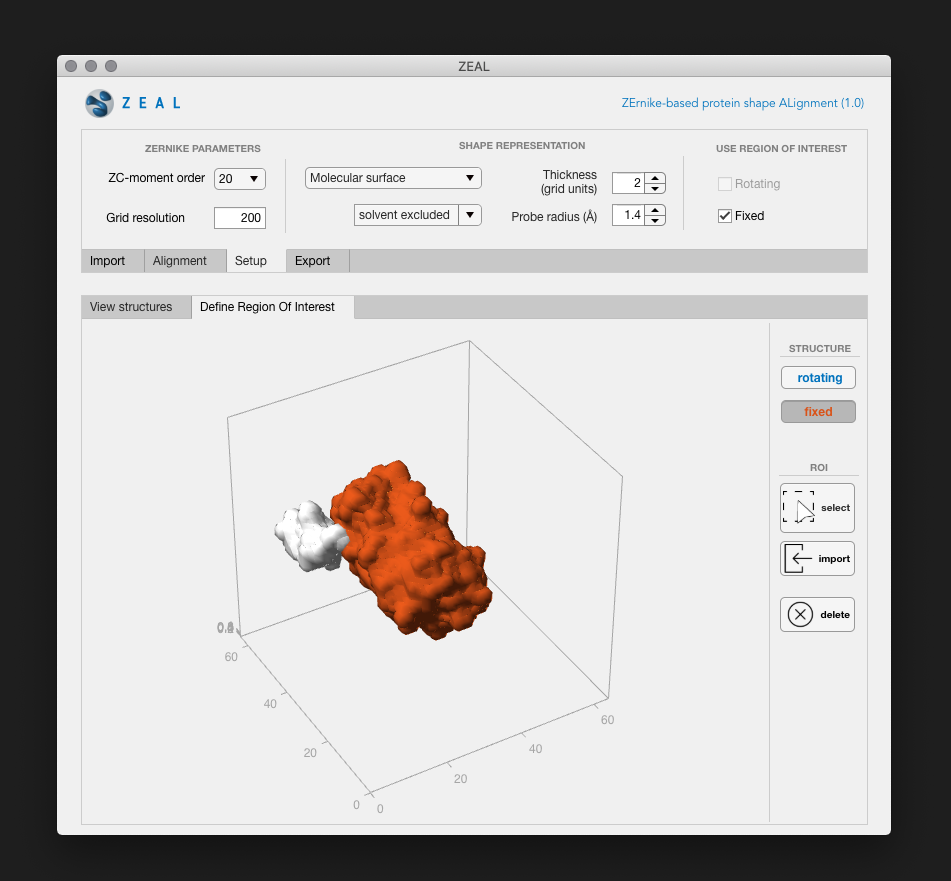 ZEAL
Z E A L
ZErnike-based protein shape ALignment (1.0)
ZERNIKE PARAMETERS
ZC-moment order 20
Grid resolution 200
SHAPE REPRESENTATION
Molecular surface
solvent excluded
Thickness
(grid units) 2
Probe radius (Å) 1.4
USE REGION OF INTEREST
Rotating
Fixed
Import Alignment Setup Export
View structures Define Region Of Interest
STRUCTURE
rotating
fixed
ROI
select
import
delete
60
40
20
0
0
20
40
60